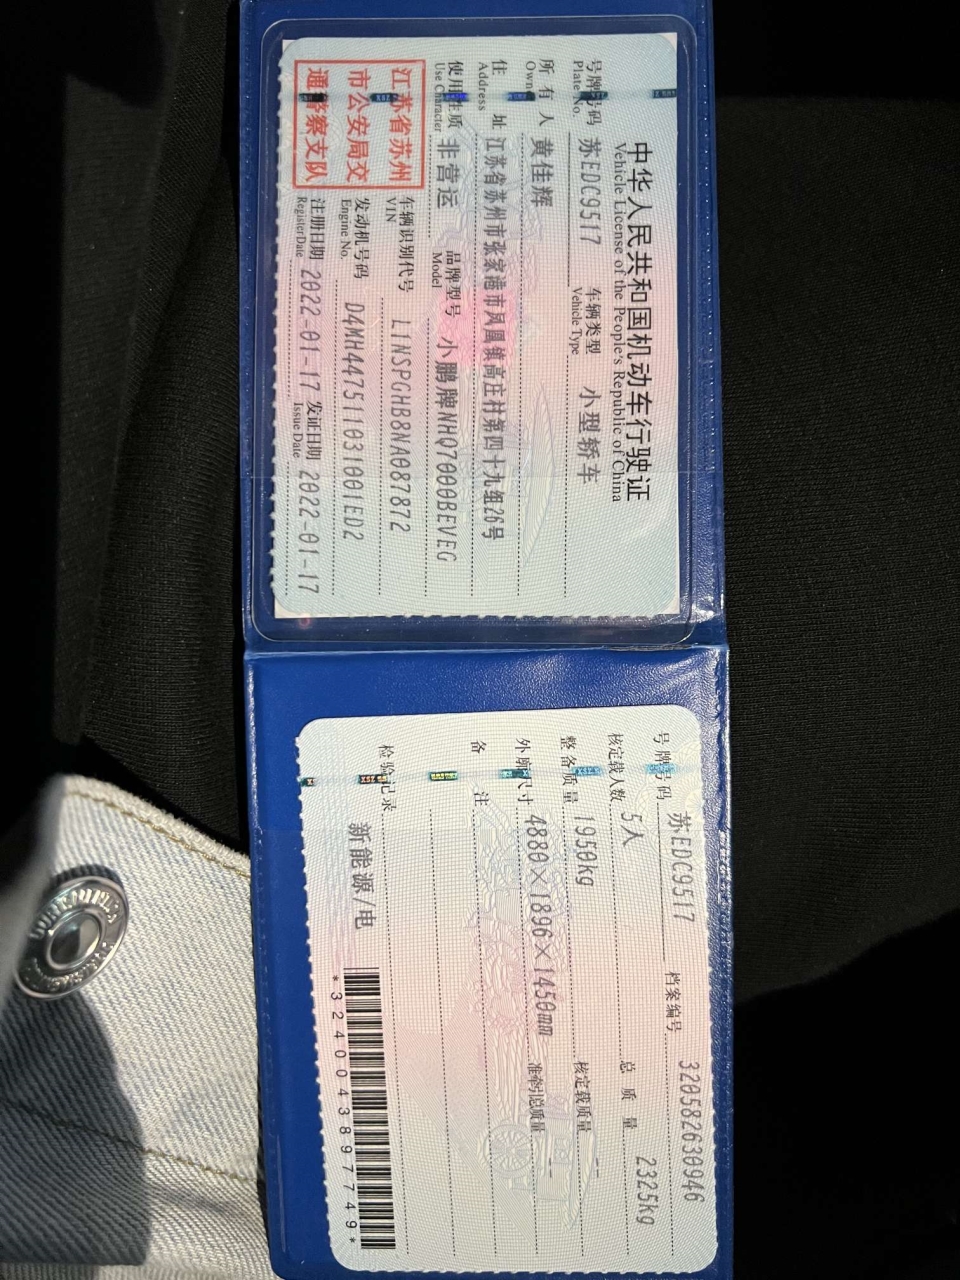 中华人民共和国机动车行驶证
Vehicle License of the People's Republic of China
号牌号码 苏EDC9517 车辆类型 小型轿车
Plate No. Vehicle Type
所有人 黄佳辉
Owner
住址 江苏省苏州市张家港市凤凰镇高庄村第四十九组26号
Address
使用性质 非营运 品牌型号 小鹏牌NHQ7000BEVEG
Use Character Model
江苏省苏州
市公安局交
通警察支队
车辆识别代号 L1NSPGHB8NA087872
VIN
发动机号码 D4MH447511031001ED2
Engine No.
注册日期 2022-01-17 发证日期 2022-01-17
Register Date Issue Date
号牌号码 苏EDC9517 档案编号 320582630946
核定载人数 5人 总质量 2325kg
整备质量 1950kg 核定载质量 --
外廓尺寸 4880×1896×1450mm 准牵引总质量 --
备注
检验记录
新能源/电
*3240043897749*